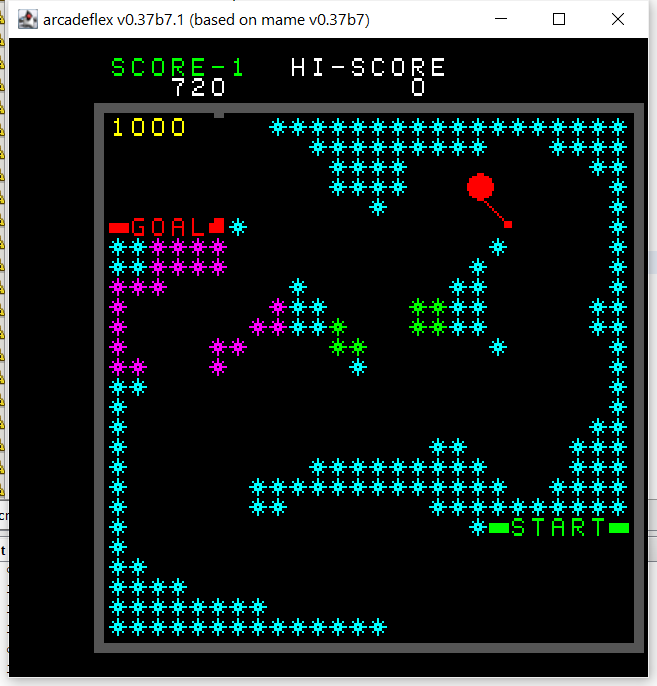 arcadeflex v0.37b7.1 (based on mame v0.37b7)
SCORE-1 HI-SCORE
720 0
1000
GOAL
START